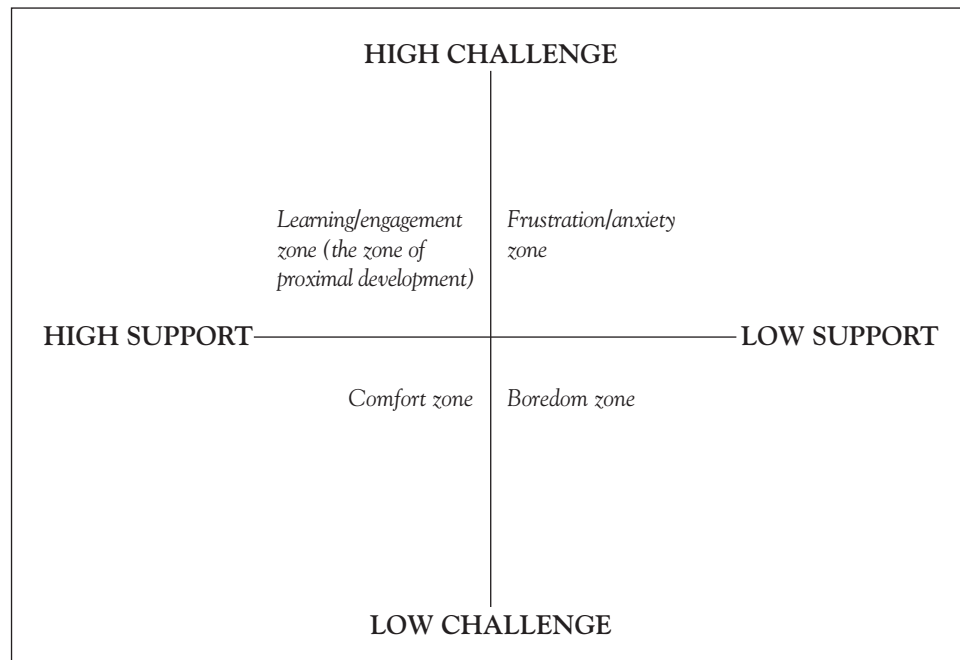 HIGH CHALLENGE
Learning/engagement
zone (the zone of
proximal development)
Frustration/anxiety
zone
HIGH SUPPORT
LOW SUPPORT
Comfort zone
Boredom zone
LOW CHALLENGE